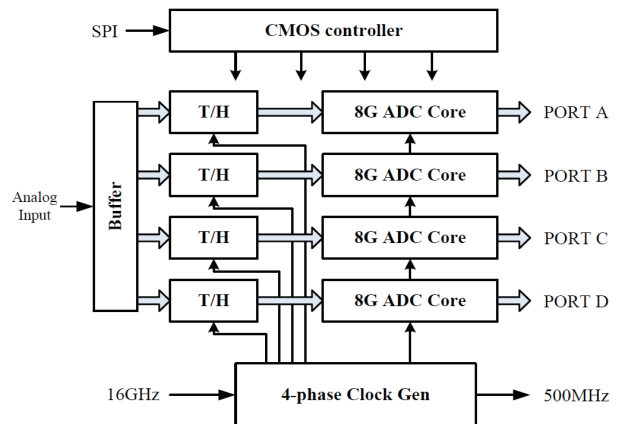 SPI
CMOS controller
T/H
8G ADC Core
PORT A
T/H
8G ADC Core
PORT B
Analog
Input
Buffer
T/H
8G ADC Core
PORT C
T/H
8G ADC Core
PORT D
16GHz
4-phase Clock Gen
500MHz